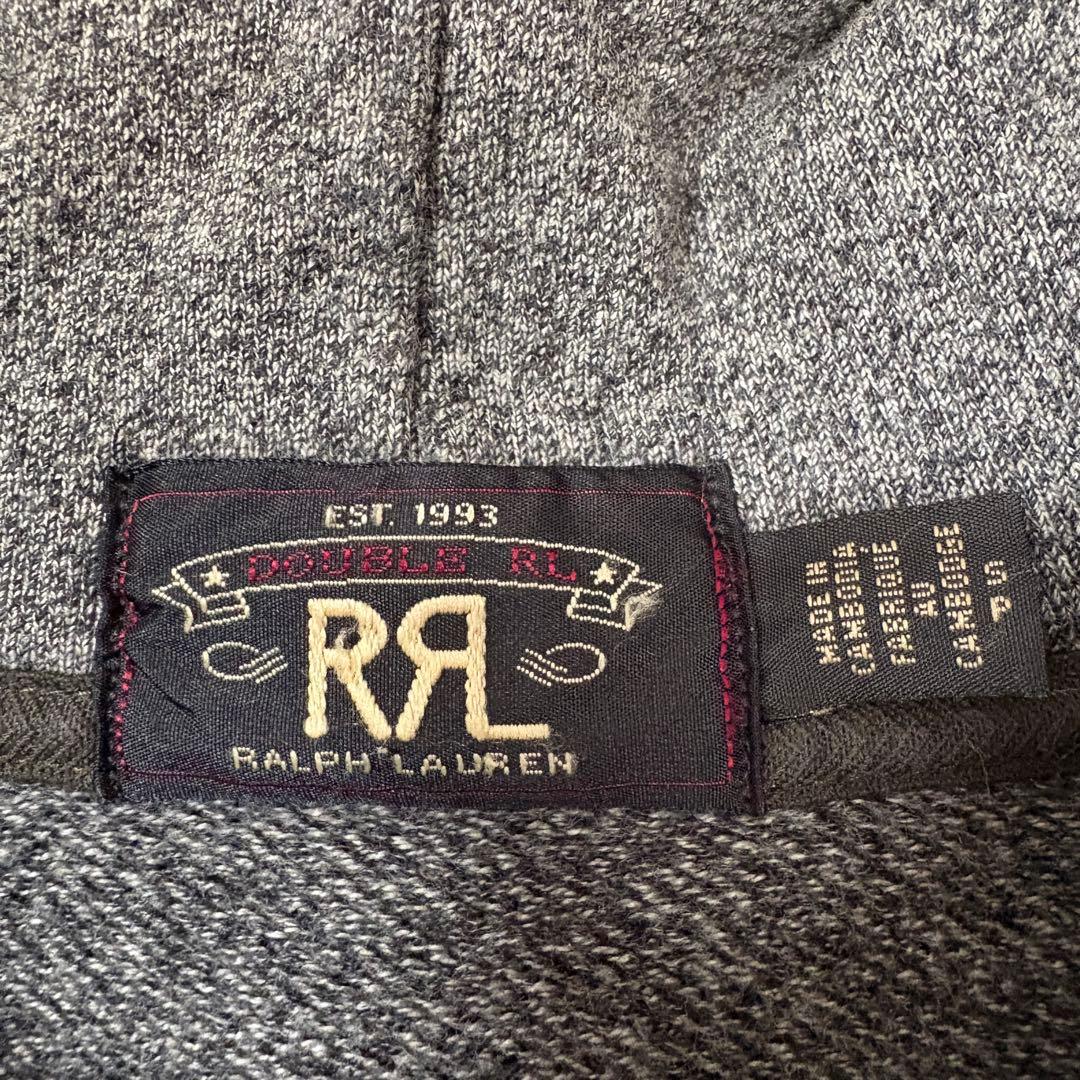 EST. 1993
DOUBLE RL
RRL
RALPH LAUREN
MADE IN
CAMBODIA
FABRIQUE
AU
CAMBODGE